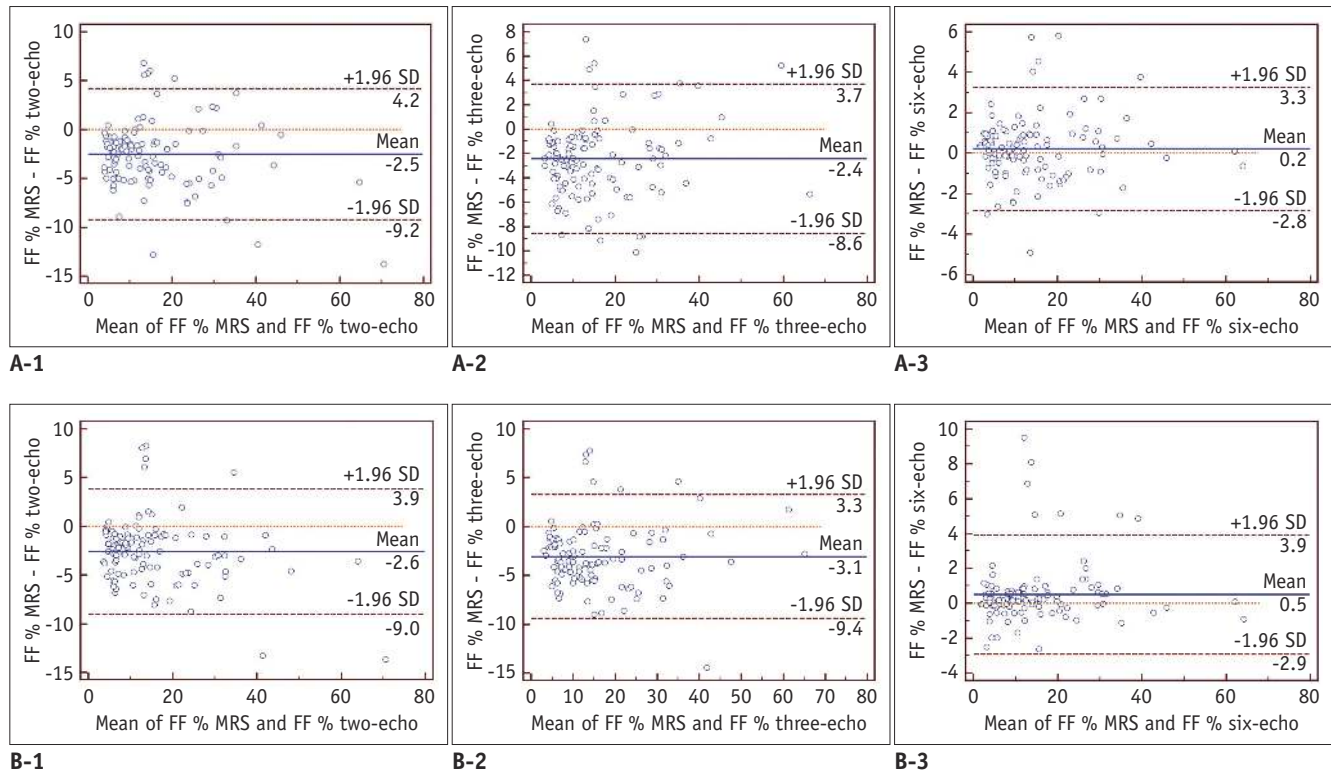 FF % MRS - FF % two-echo
10
5
0
-5
-10
-15
+1.96 SD
4.2
Mean
-2.5
-1.96 SD
-9.2
0 20 40 60 80
Mean of FF % MRS and FF % two-echo
A-1
FF % MRS - FF % three-echo
8
6
4
2
0
-2
-4
-6
-8
-10
-12
+1.96 SD
3.7
Mean
-2.4
-1.96 SD
-8.6
0 20 40 60 80
Mean of FF % MRS and FF % three-echo
A-2
FF % MRS - FF % six-echo
6
4
2
0
-2
-4
6
+1.96 SD
3.3
Mean
0.2
-1.96 SD
-2.8
0 20 40 60 80
Mean of FF % MRS and FF % six-echo
A-3
FF % MRS - FF % two-echo
10
5
0
-5
-10
-15
+1.96 SD
3.9
Mean
-2.6
-1.96 SD
-9.0
0 20 40 60 80
Mean of FF % MRS and FF % two-echo
B-1
FF % MRS - FF % three-echo
10
5
0
-5
-10
-15
+1.96 SD
3.3
Mean
-3.1
-1.96 SD
-9.4
0 10 20 30 40 50 60 70 80
Mean of FF % MRS and FF % three-echo
B-2
FF % MRS - FF % six-echo
10
8
6
4
2
0
-2
-4
+1.96 SD
3.9
Mean
0.5
-1.96 SD
-2.9
0 20 40 60 80
Mean of FF % MRS and FF % six-echo
B-3